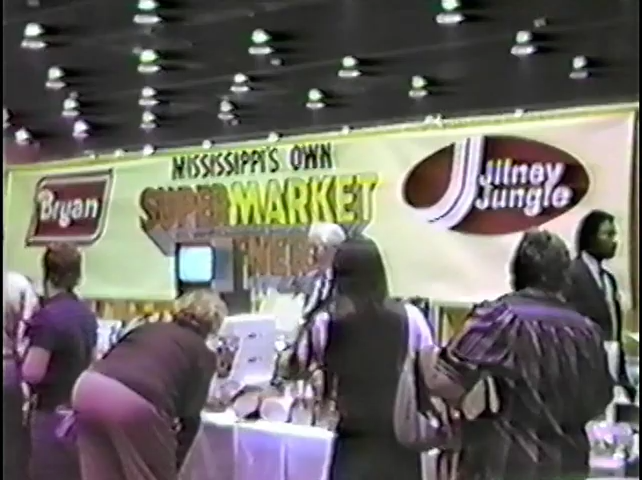 Bryan
MISSISSIPPI'S OWN
SUPERMARKET
Jitney
Jungle